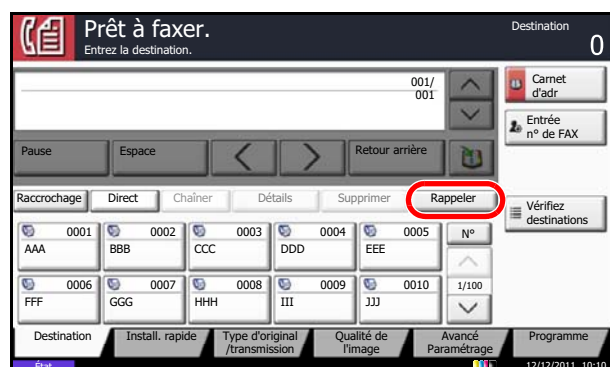 Prêt à faxer.
Entrez la destination.
Destination
0
001/
001
Carnet
d'adr
Entrée
n° de FAX
Pause
Espace
Retour arrière
Raccrochage
Direct
Chaîner
Détails
Supprimer
Rappeler
Vérifiez
destinations
0001
AAA
0002
BBB
0003
CCC
0004
DDD
0005
EEE
N°
0006
FFF
0007
GGG
0008
HHH
0009
III
0010
JJJ
1/100
Destination
Install. rapide
Type d'original
/transmission
Qualité de
l'image
Avancé
Paramétrage
Programme
État
12/12/2011 10:10